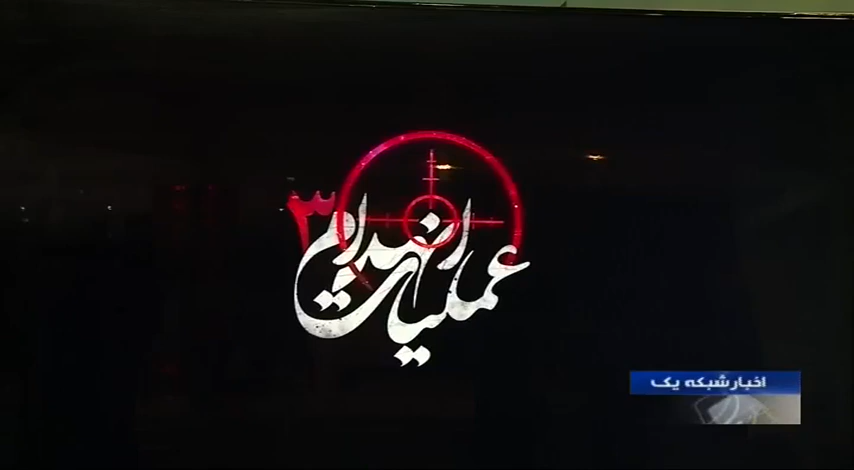 عملیات انهدام ۳
اخبار شبکه یک